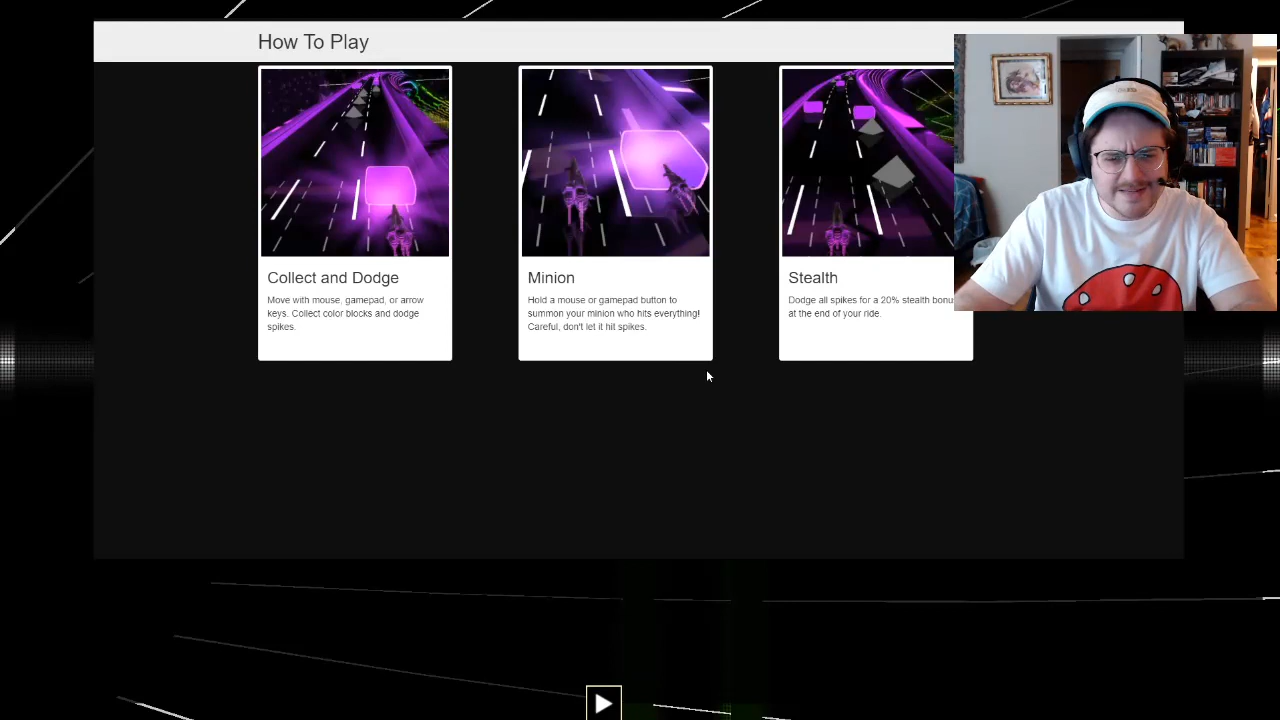 How To Play
Collect and Dodge
Move with mouse, gamepad, or arrow
keys. Collect color blocks and dodge
spikes.
Minion
Hold a mouse or gamepad button to
summon your minion who hits everything!
Careful, don't let it hit spikes.
Stealth
Dodge all spikes for a 20% stealth
at the end of your ride.